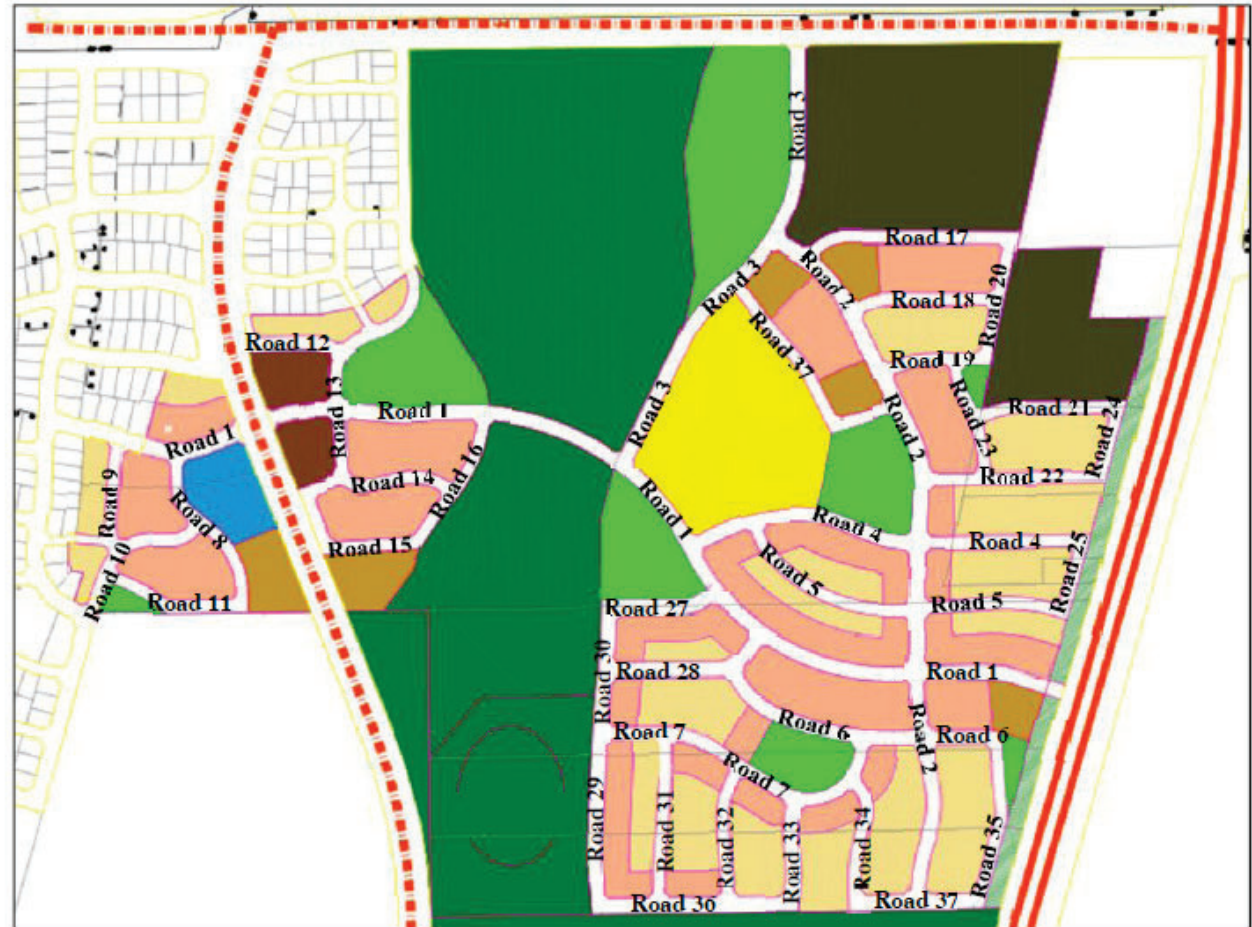 Road 3
Road 17
Road 2
Road 20
Road 3
Road 18
Road 12
Road 37
Road 19
Road 13
Road 3
Road 21
Road 24
Road 1
Road 2
Road 23
Road 1
Road 16
Road 14
Road 22
Road 9
Road 8
Road 1
Road 4
Road 4
Road 15
Road 10
Road 5
Road 25
Road 11
Road 27
Road 5
Road 30
Road 28
Road 1
Road 6
Road 7
Road 2
Road 6
Road 7
Road 29
Road 31
Road 32
Road 33
Road 34
Road 35
Road 36
Road 37